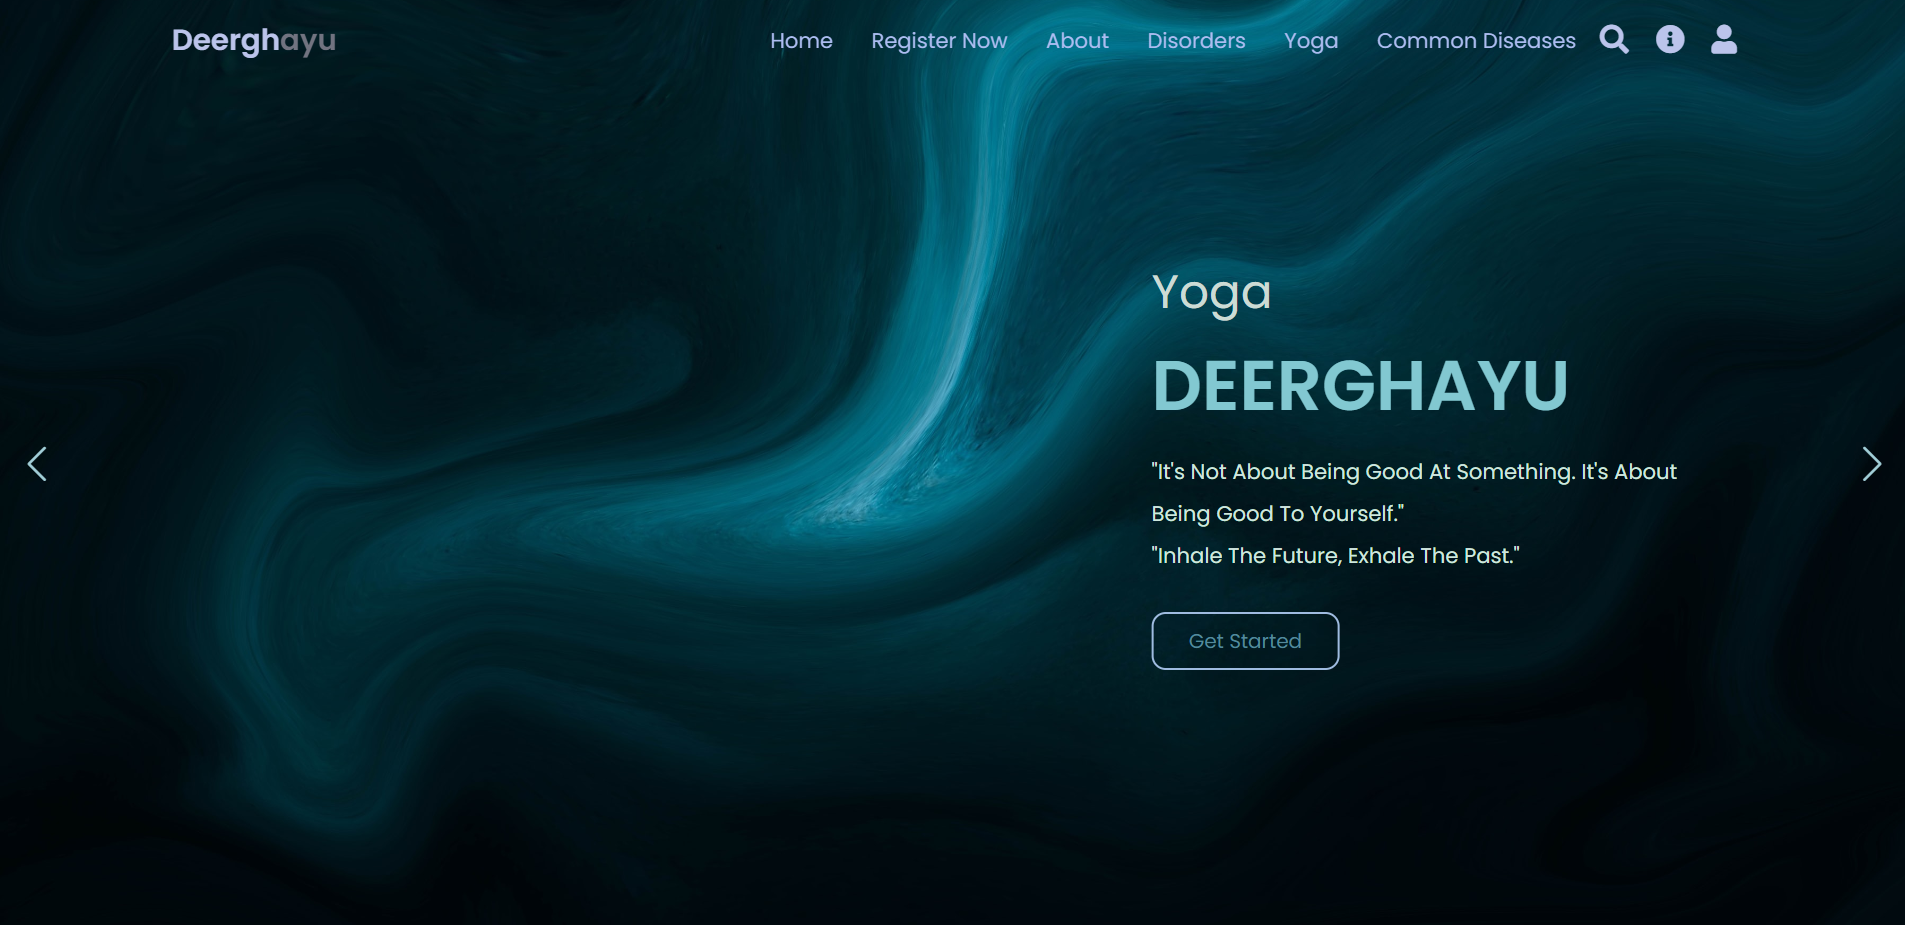 Deerghayu
Home Register Now About Disorders Yoga Common Diseases
Yoga
DEERGHAYU
"It's Not About Being Good At Something. It's About
Being Good To Yourself."
"Inhale The Future, Exhale The Past."
Get Started